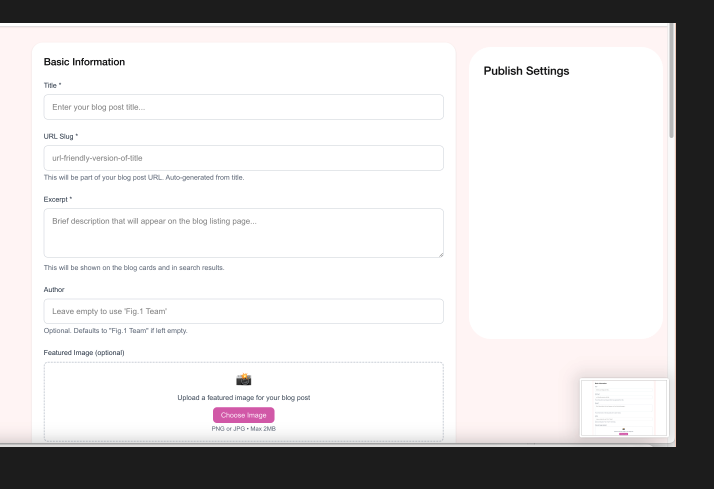 Basic Information
Title *
Enter your blog post title...
URL Slug *
url-friendly-version-of-title
This will be part of your blog post URL. Auto-generated from title.
Excerpt *
Brief description that will appear on the blog listing page...
This will be shown on the blog cards and in search results.
Author
Leave empty to use 'Fig.1 Team'
Optional. Defaults to "Fig.1 Team" if left empty.
Featured Image (optional)
Upload a featured image for your blog post
Choose Image
PNG or JPG • Max 2MB
Publish Settings